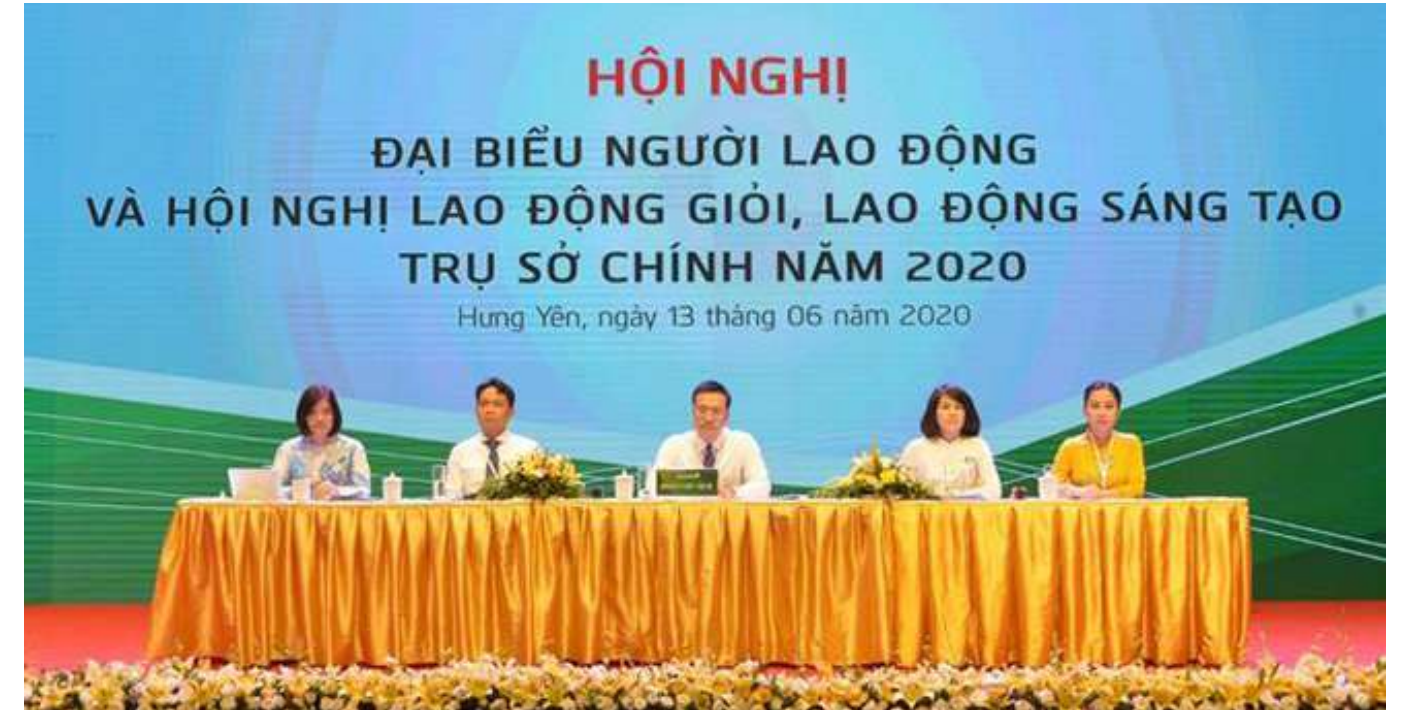 HỘI NGHỊ
ĐẠI BIỂU NGƯỜI LAO ĐỘNG
VÀ HỘI NGHỊ LAO ĐỘNG GIỎI, LAO ĐỘNG SÁNG TẠO
TRỤ SỞ CHÍNH NĂM 2020
Hưng Yên, ngày 13 tháng 06 năm 2020